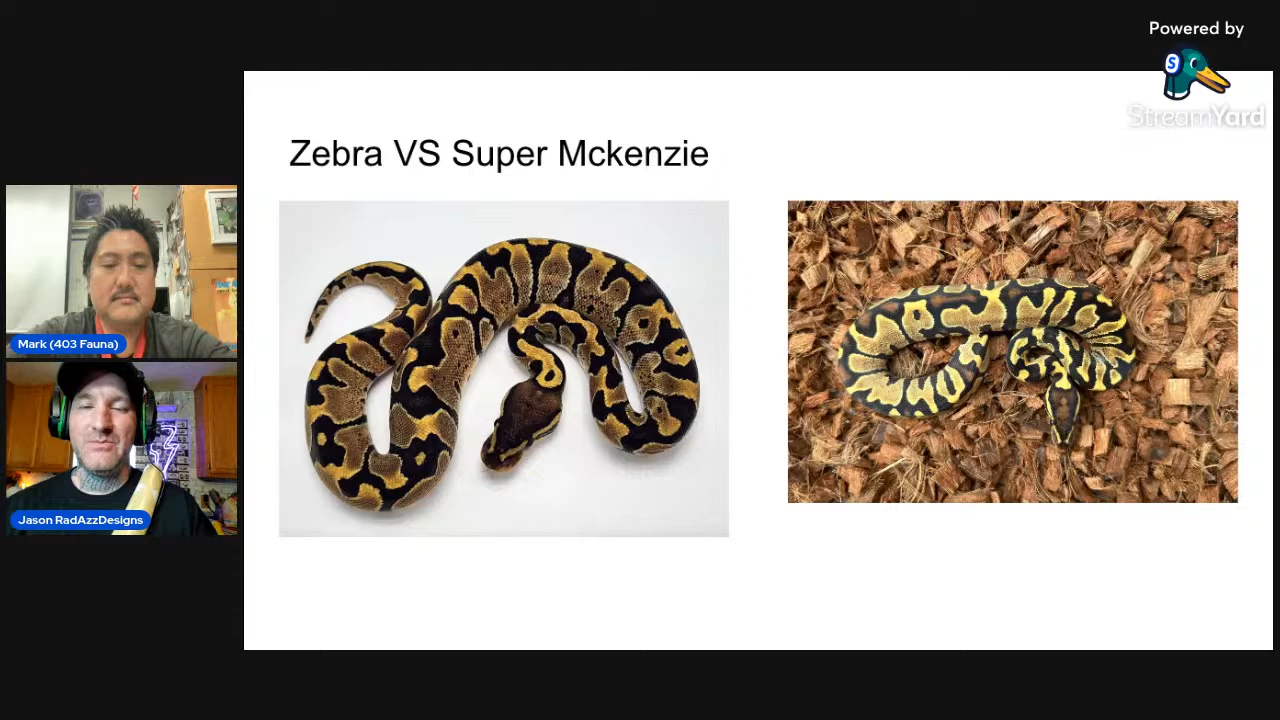 Powered by
S
StreamYard
Zebra VS Super Mckenzie
Mark (403 Fauna)
Jason RadAzzDesigns